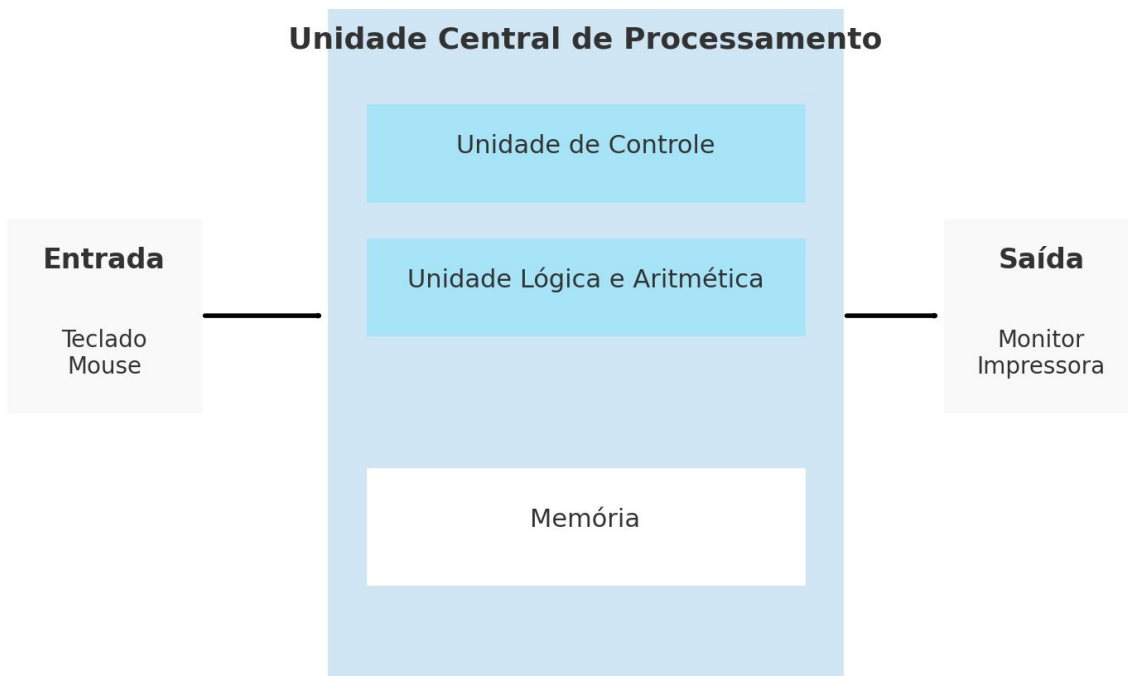 Unidade Central de Processamento
Unidade de Controle
Unidade Lógica e Aritmética
Memória
Entrada
Teclado
Mouse
Saída
Monitor
Impressora